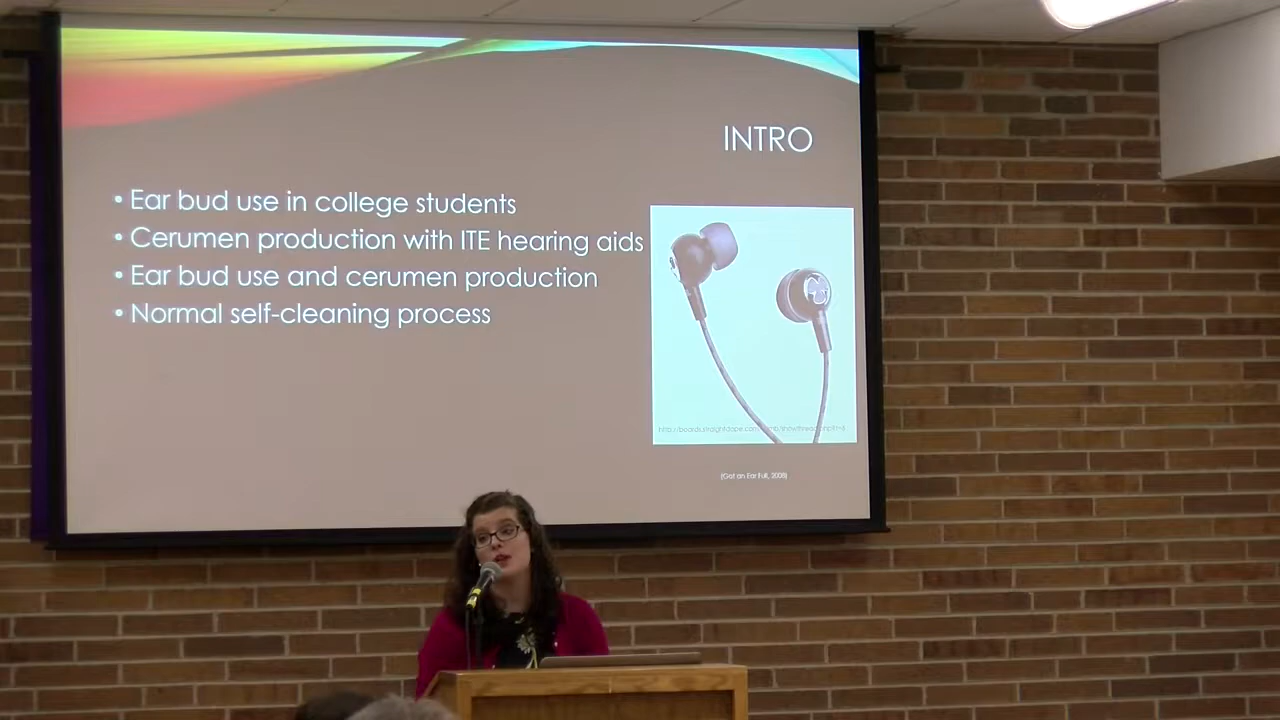 INTRO
• Ear bud use in college students
• Cerumen production with ITE hearing aids
• Ear bud use and cerumen production
• Normal self-cleaning process
(Got an Ear Full, 2008)